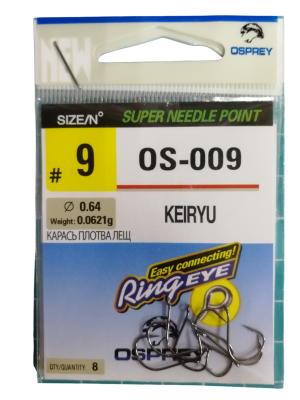 NEW
OSPREY
SIZE/N° SUPER NEEDLE POINT
# 9 OS-009
Ø 0.64
Weight: 0.0621g
KEIRYU
КАРАСЬ ПЛОТВА ЛЕЩ
Easy connecting!
Ring EYE
OSPREY
QTY/QUANTITY 8